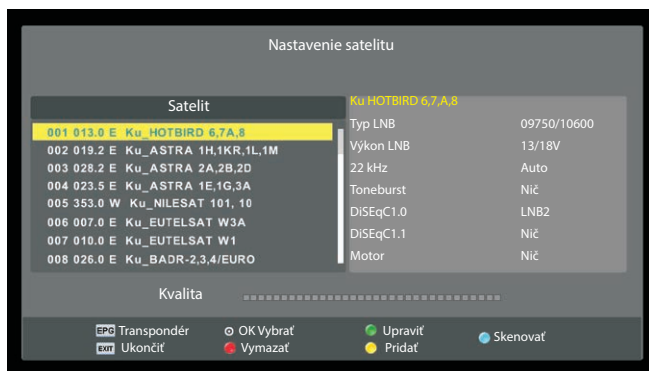 Nastavenie satelitu
Satelit
001 013.0 E Ku_HOTBIRD 6,7A,8
002 019.2 E Ku_ASTRA 1H,1KR,1L,1M
003 028.2 E Ku_ASTRA 2A,2B,2D
004 023.5 E Ku_ASTRA 1E,1G,3A
005 353.0 W Ku_NILESAT 101, 10
006 007.0 E Ku_EUTELSAT W3A
007 010.0 E Ku_EUTELSAT W1
008 026.0 E Ku_BADR-2,3,4/EURO
Ku HOTBIRD 6,7,A,8
Typ LNB 09750/10600
Výkon LNB 13/18V
22 kHz Auto
Toneburst Nič
DiSEqC1.0 LNB2
DiSEqC1.1 Nič
Motor Nič
Kvalita
EPG Transpondér OK Vybrať Upraviť Skenovať
EXIT Ukončiť Vymazať Pridať